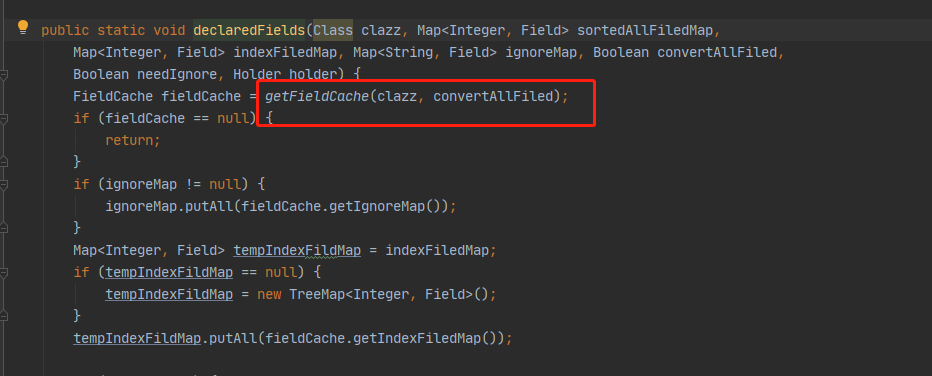 public static void declaredFields(Class clazz, Map<Integer, Field> sortedAllFiledMap,
Map<Integer, Field> indexFiledMap, Map<String, Field> ignoreMap, Boolean convertAllFiled,
Boolean needIgnore, Holder holder) {
FieldCache fieldCache = getFieldCache(clazz, convertAllFiled);
if (fieldCache == null) {
return;
}
if (ignoreMap != null) {
ignoreMap.putAll(fieldCache.getIgnoreMap());
}
Map<Integer, Field> tempIndexFildMap = indexFiledMap;
if (tempIndexFildMap == null) {
tempIndexFildMap = new TreeMap<Integer, Field>();
}
tempIndexFildMap.putAll(fieldCache.getIndexFiledMap());